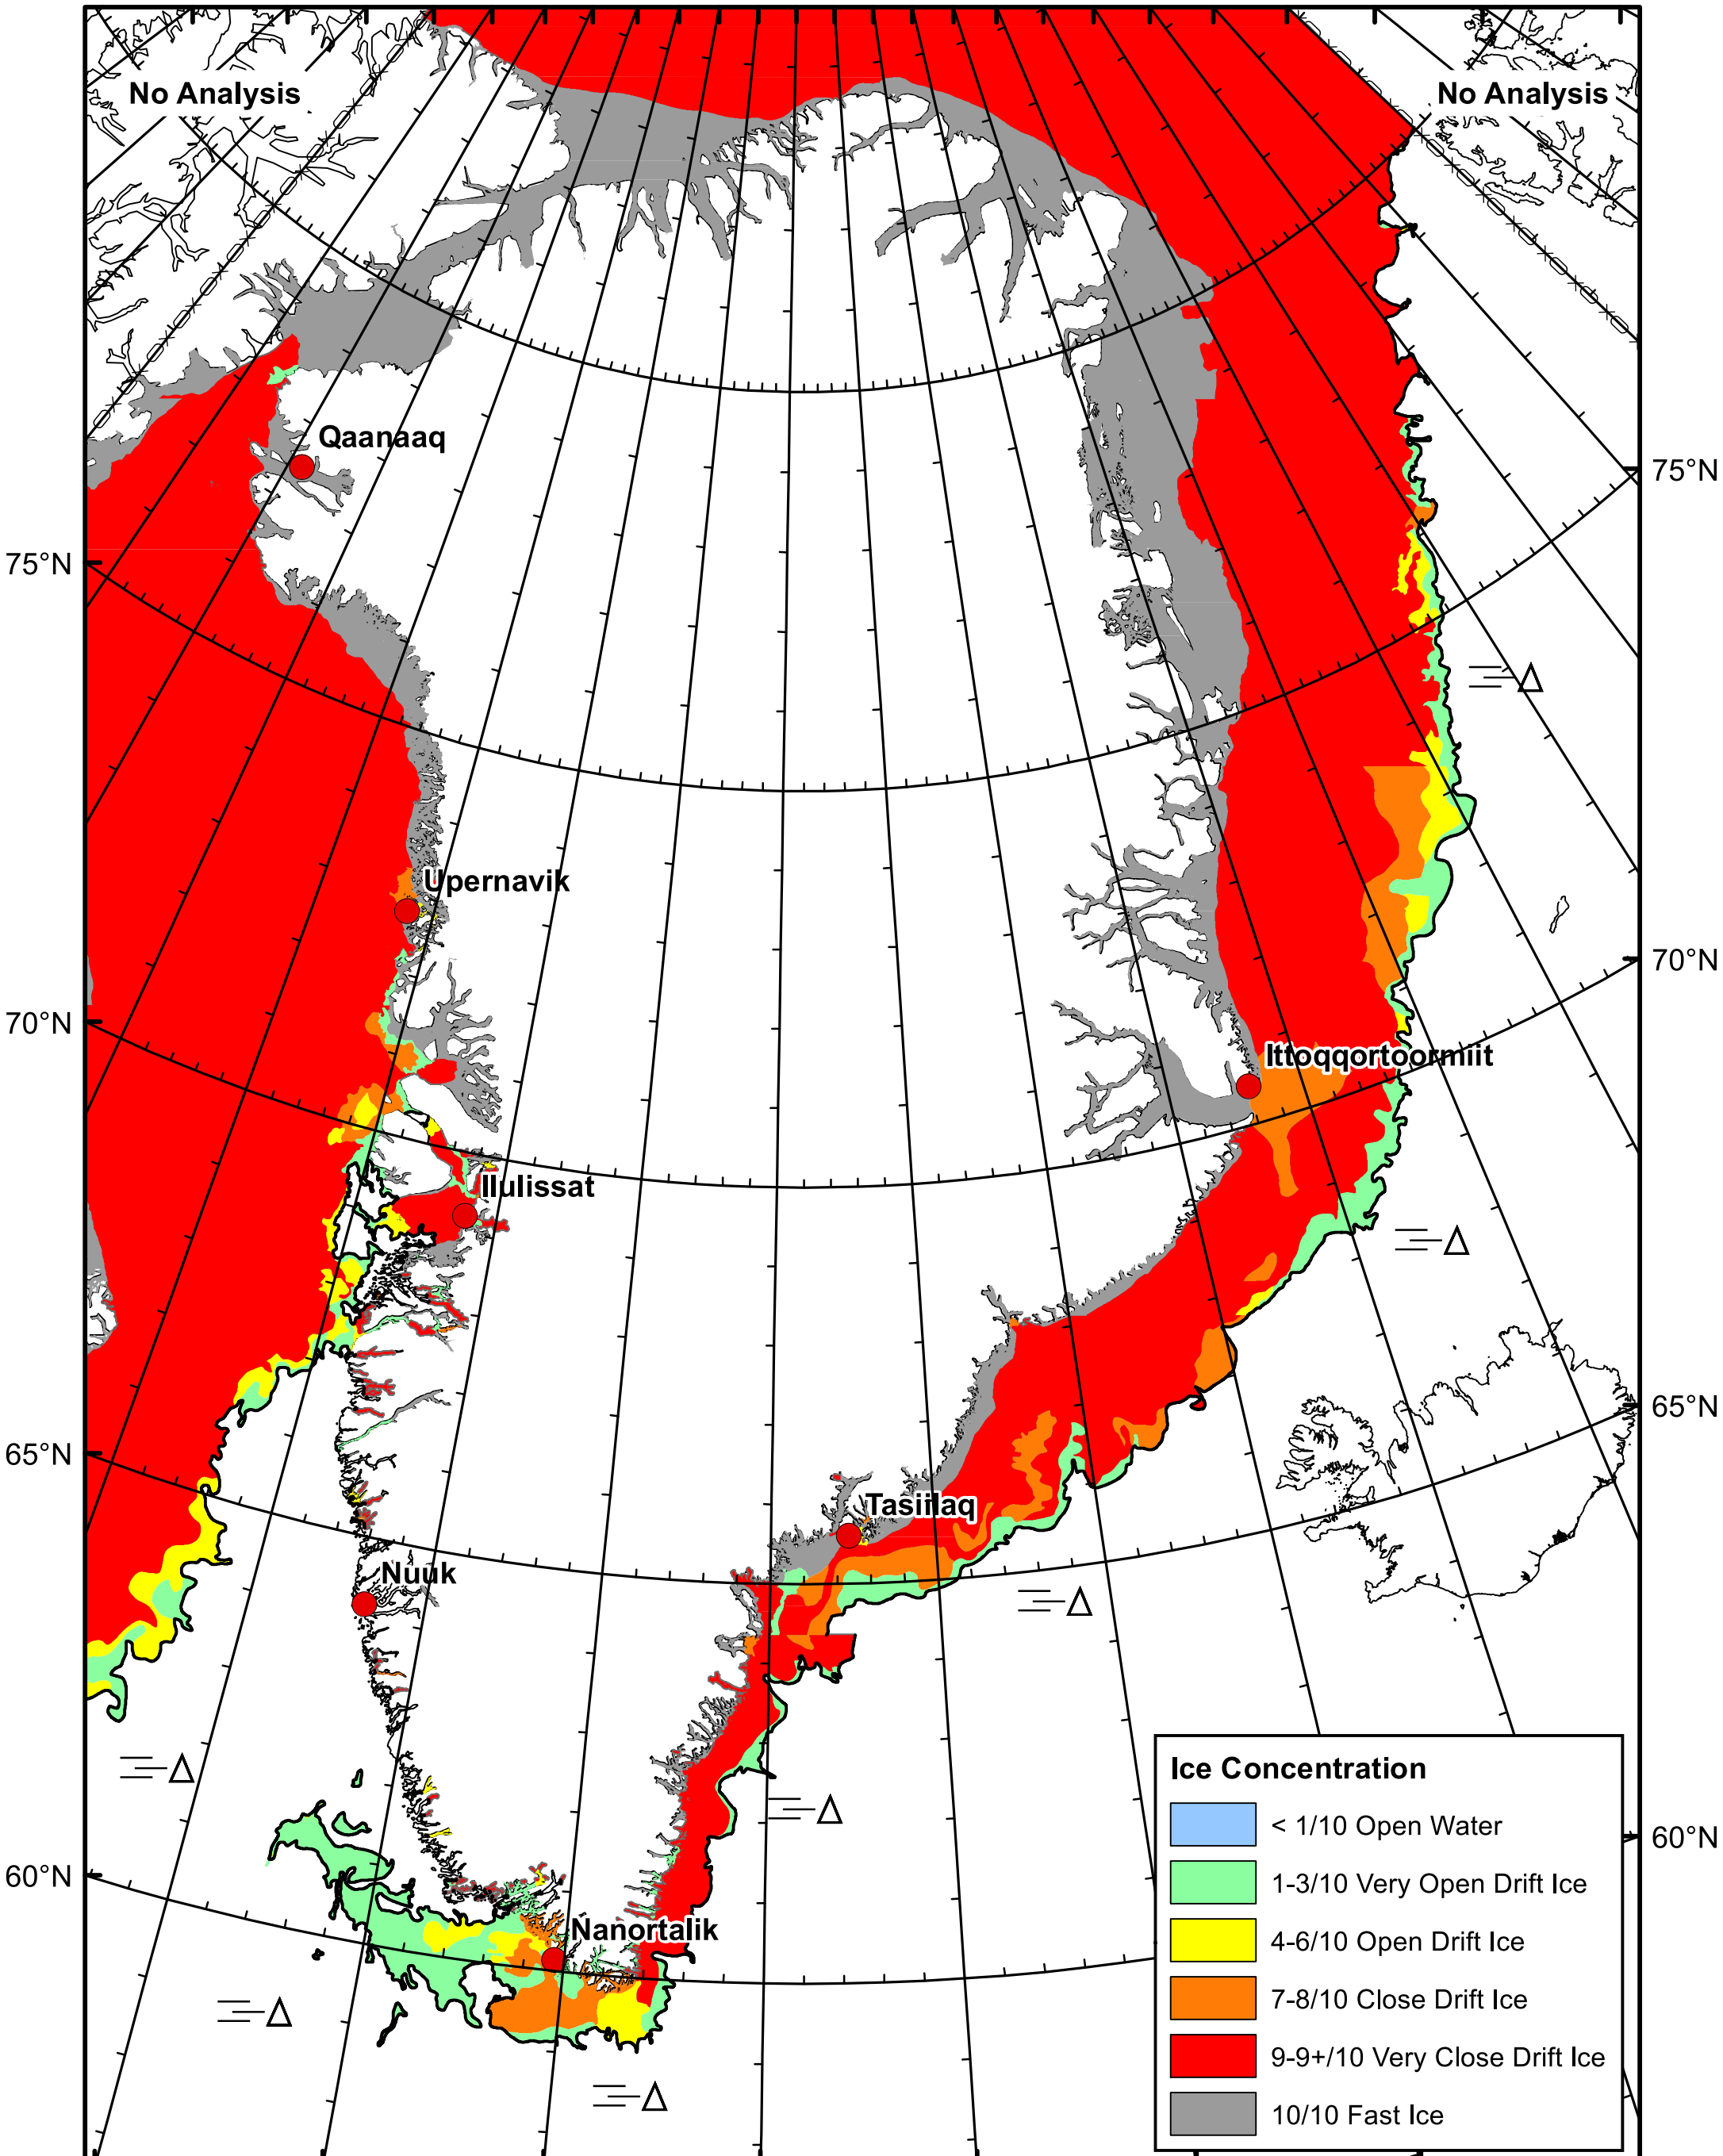 No Analysis
No Analysis
Qaanaaq
75°N
75°N
Upernavik
70°N
70°N
Ittoqqortoormiit
Ilulissat
65°N
65°N
Tasiilaq
Nuuk
60°N
60°N
Nanortalik
Ice Concentration
< 1/10 Open Water
1-3/10 Very Open Drift Ice
4-6/10 Open Drift Ice
7-8/10 Close Drift Ice
9-9+/10 Very Close Drift Ice
10/10 Fast Ice